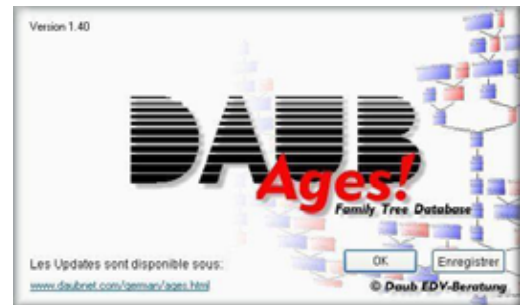 Version 1.40
DAUB
Ages!
Family Tree Database
Les Updates sont disponible sous:
www.daubnet.com/german/ages.html
OK
Enregistrer
© Daub EDV-Beratung